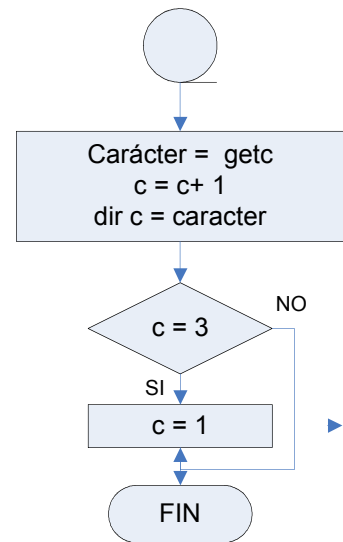 Carácter = getc
c = c+ 1
dir c = caracter
c = 3
NO
SI
c = 1
FIN